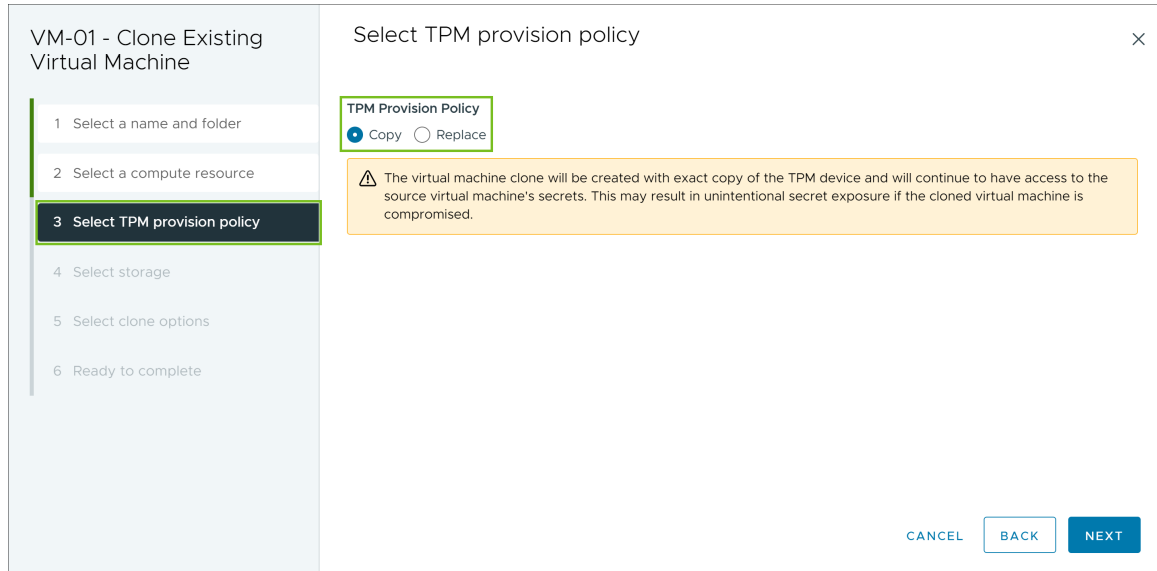 VM-01 - Clone Existing
Virtual Machine
1 Select a name and folder
2 Select a compute resource
3 Select TPM provision policy
4 Select storage
5 Select clone options
6 Ready to complete
Select TPM provision policy
TPM Provision Policy
Copy Replace
The virtual machine clone will be created with exact copy of the TPM device and will continue to have access to the
source virtual machine's secrets. This may result in unintentional secret exposure if the cloned virtual machine is
compromised.
CANCEL BACK NEXT